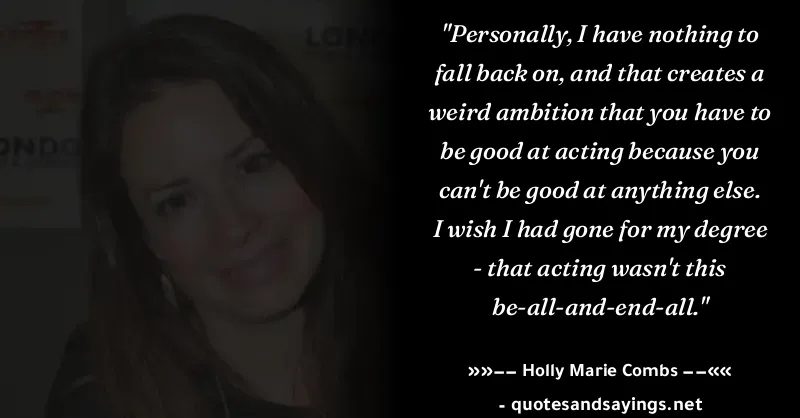 "Personally, I have nothing to
fall back on, and that creates a
weird ambition that you have to
be good at acting because you
can't be good at anything else.
I wish I had gone for my degree
- that acting wasn't this
be-all-and-end-all."
»»−− Holly Marie Combs −−««
- quotesandsayings.net